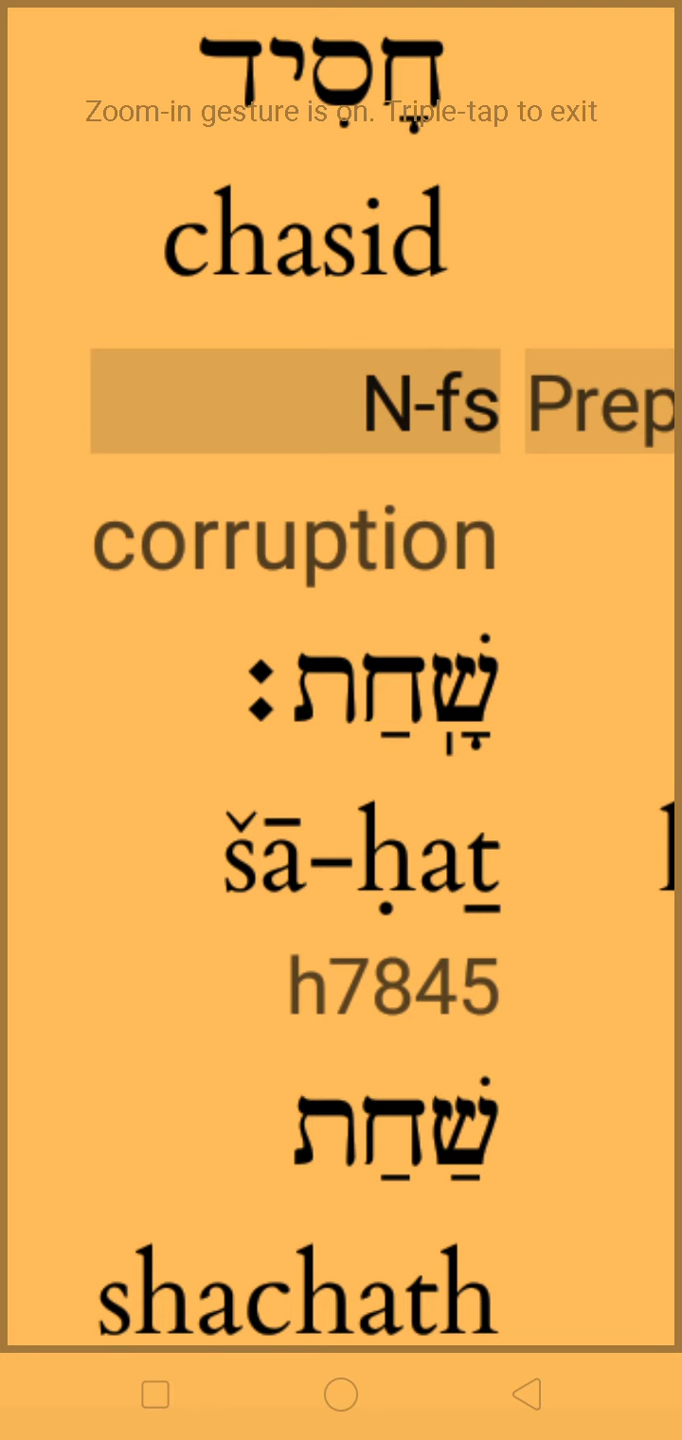 חָסִיד
Zoom-in gesture is on. Triple-tap to exit
chasid
N-fs Prep
corruption
שָֽׁחַת׃
šā-ḥaṯ
h7845
שַׁחַת
shachath